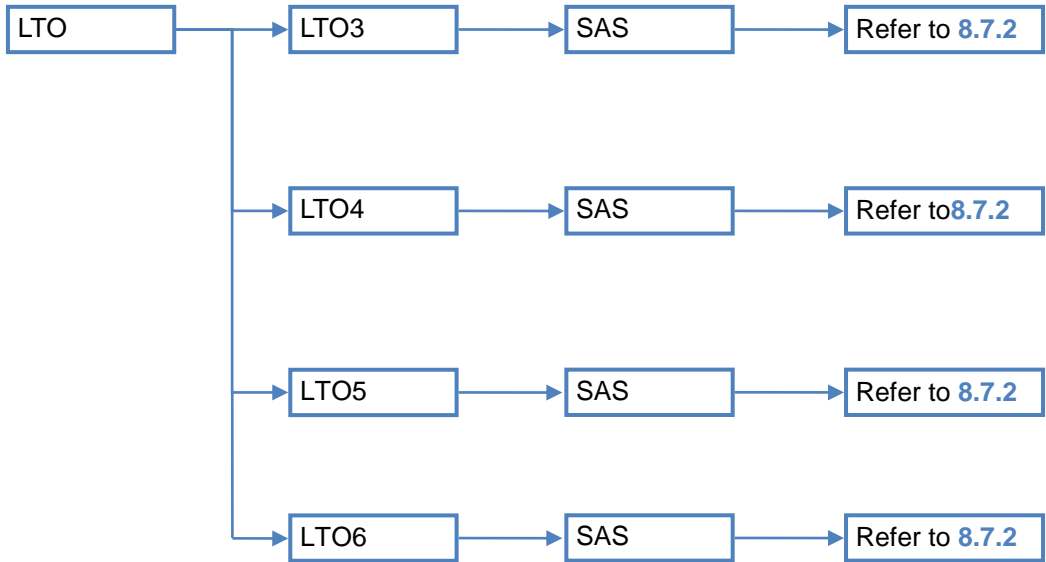 LTO LTO3 SAS Refer to 8.7.2
LTO4 SAS Refer to8.7.2
LTO5 SAS Refer to 8.7.2
LTO6 SAS Refer to 8.7.2